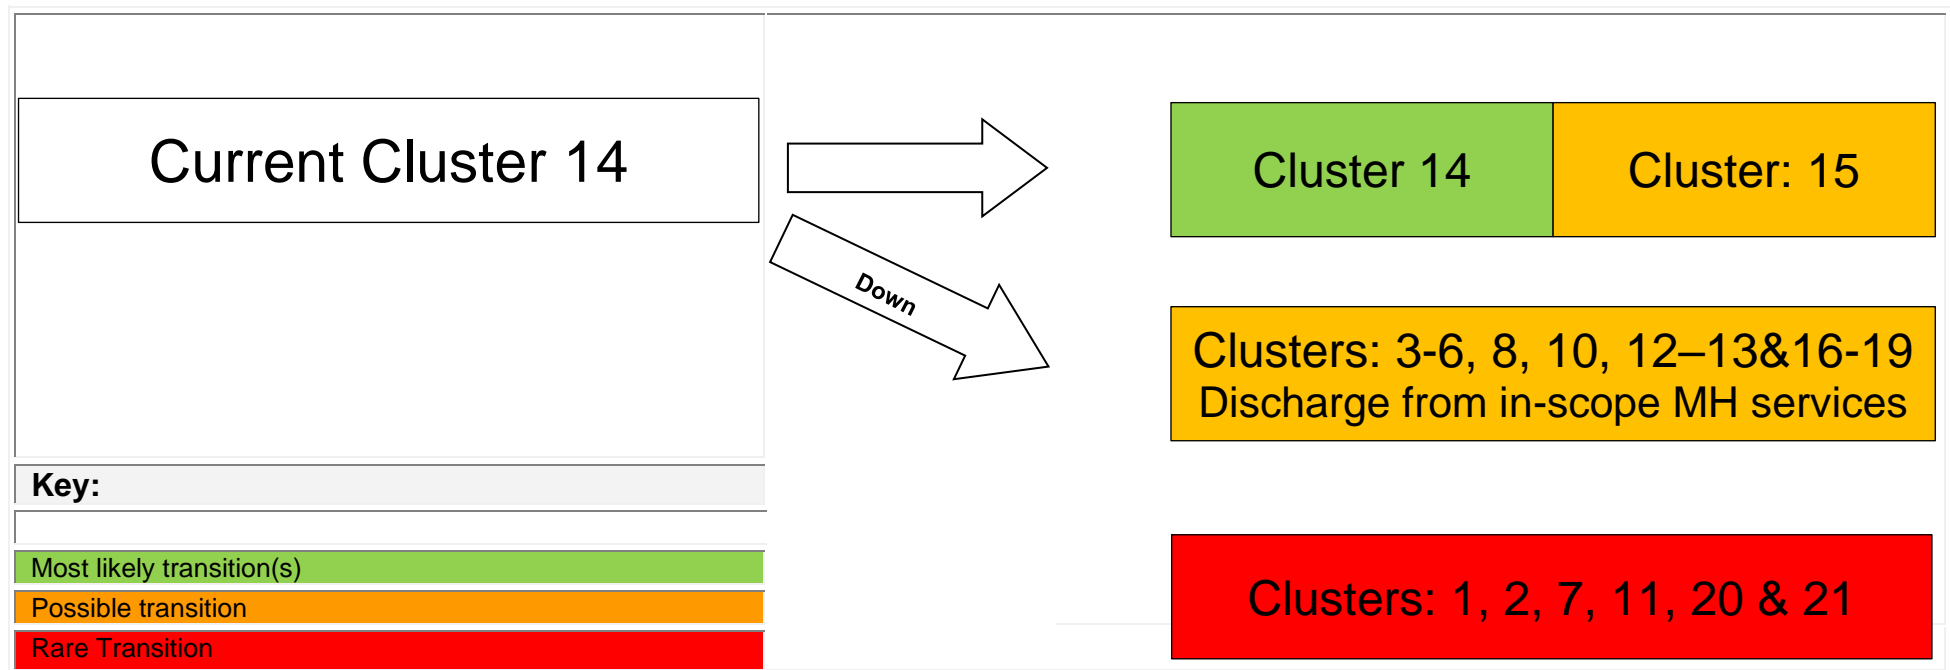 Current Cluster 14
Cluster 14
Cluster: 15
Down
Clusters: 3-6, 8, 10, 12–13&16-19
Discharge from in-scope MH services
Key:
Most likely transition(s)
Possible transition
Rare Transition
Clusters: 1, 2, 7, 11, 20 & 21